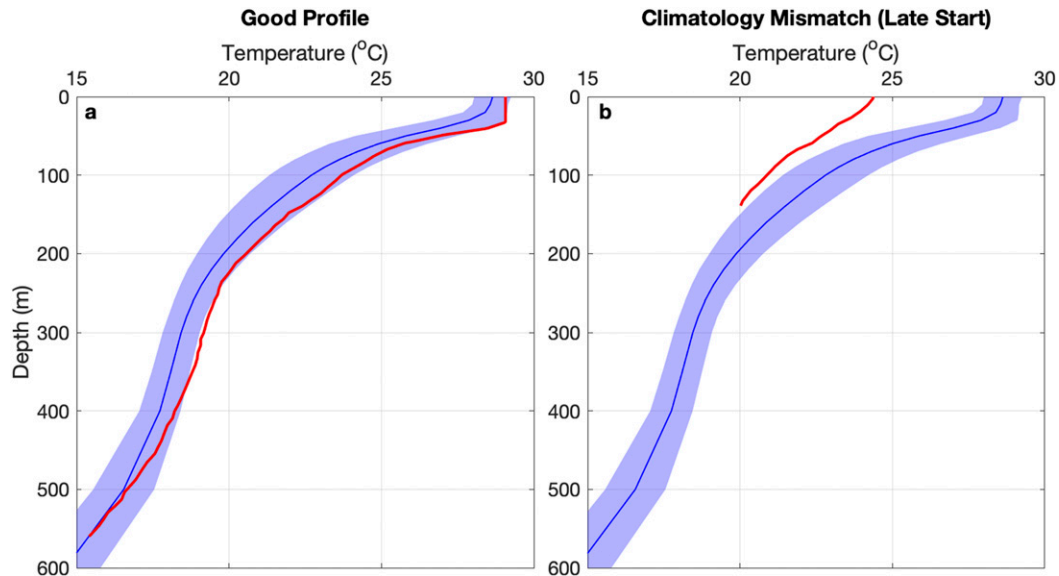 Good Profile
Temperature (°C)
15 20 25 30
a
0
100
200
300
400
500
600
Depth (m)
Climatology Mismatch (Late Start)
Temperature (°C)
15 20 25 30
b
0
100
200
300
400
500
600